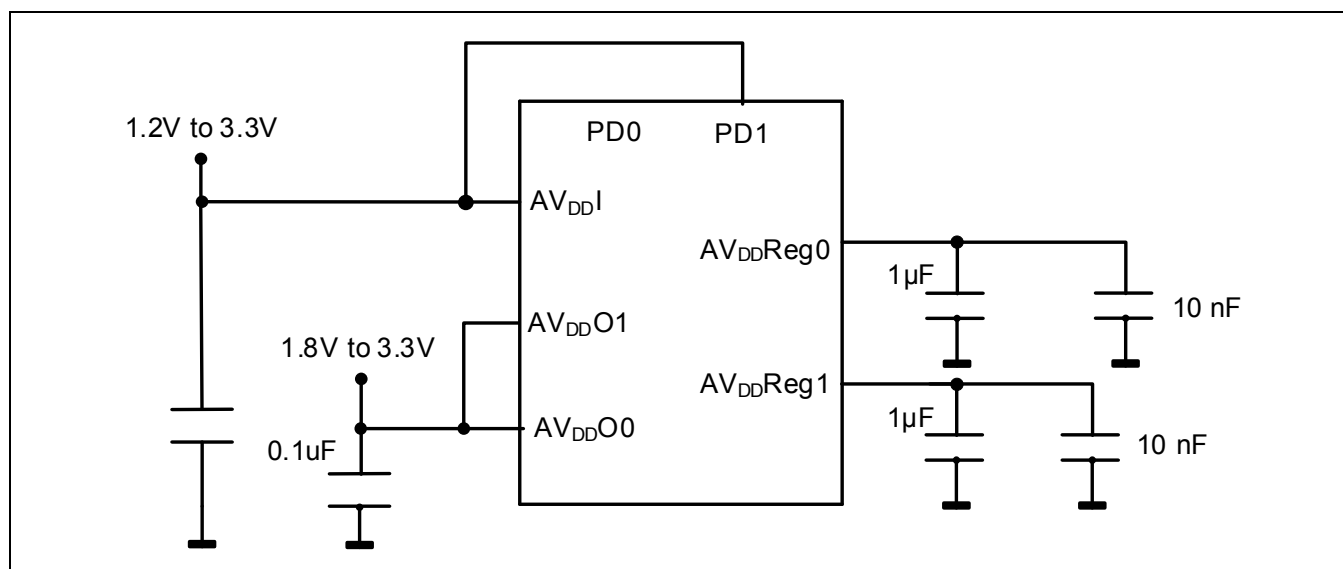 PD0 PD1
1.2V to 3.3V
AVDDI
AVDDReg0
1µF
10 nF
AVDDO1
1.8V to 3.3V
AVDDReg1
1µF
10 nF
AVDDO0
0.1uF